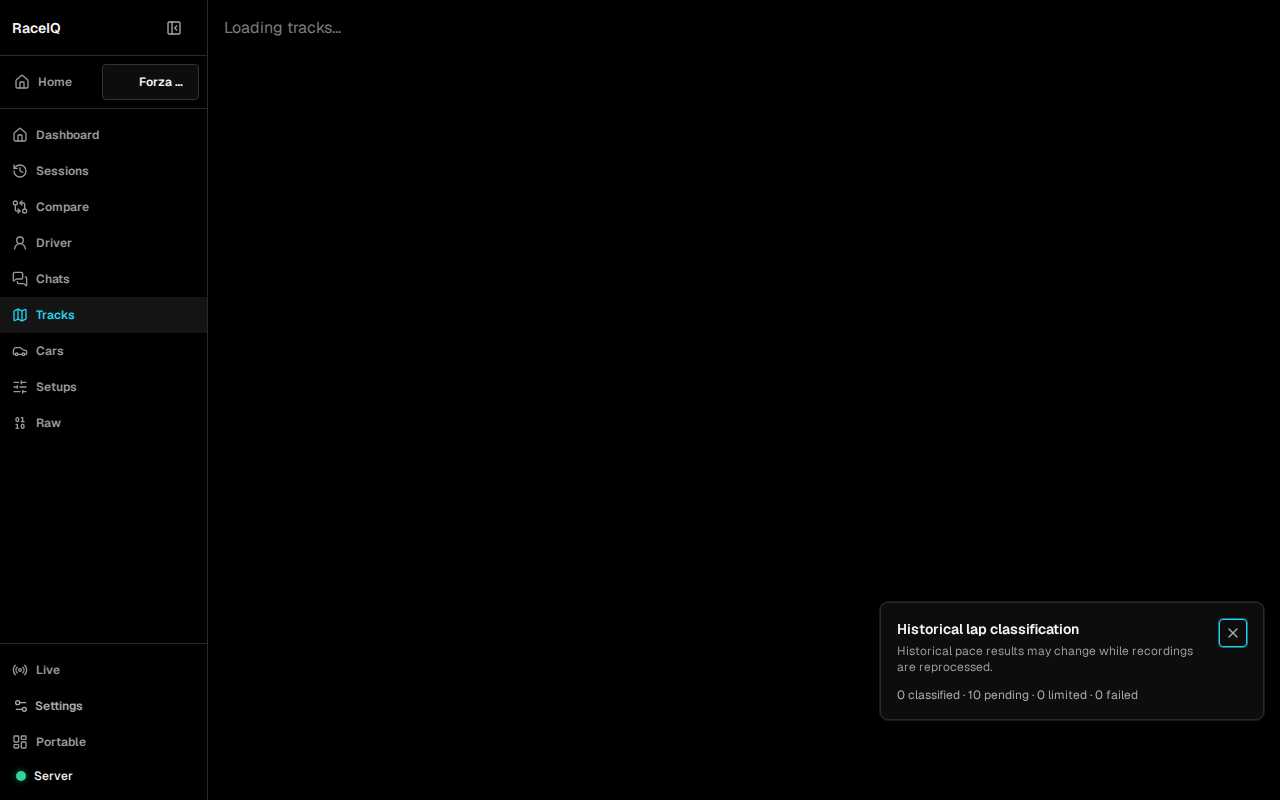 RaceIQ
Loading tracks...
Home
Forza ...
Dashboard
Sessions
Compare
Driver
Chats
Tracks
Cars
Setups
Raw
Historical lap classification
Historical pace results may change while recordings
are reprocessed.
0 classified · 10 pending · 0 limited · 0 failed
Live
Settings
Portable
Server